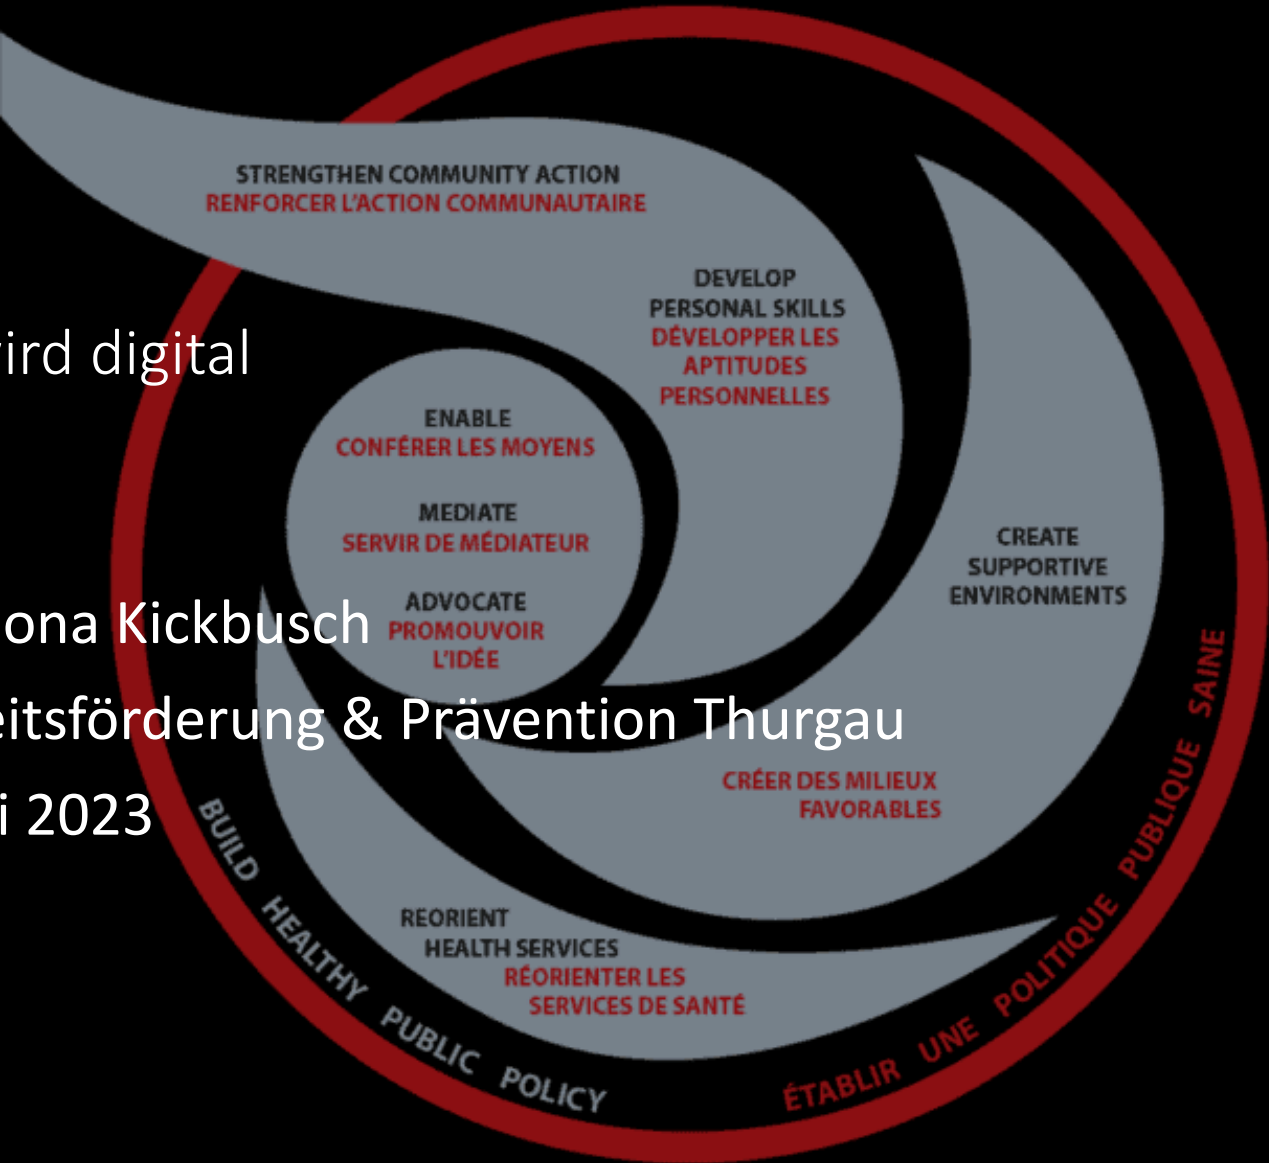 STRENGTHEN COMMUNITY ACTION
RENFORCER L'ACTION COMMUNAUTAIRE
DEVELOP
PERSONAL SKILLS
DÉVELOPPER LES
APTITUDES
PERSONNELLES
ird digital
ENABLE
CONFÉRER LES MOYENS
MEDIATE
SERVIR DE MÉDIATEUR
ADVOCATE
PROMOUVOIR
L'IDÉE
CREATE
SUPPORTIVE
ENVIRONMENTS
ona Kickbusch
eitsförderung & Prävention Thurgau
i 2023
CRÉER DES MILIEUX
FAVORABLES
REORIENT
HEALTH SERVICES
RÉORIENTER LES
SERVICES DE SANTÉ
BUILD HEALTHY PUBLIC POLICY
ÉTABLIR UNE POLITIQUE PUBLIQUE SAINE